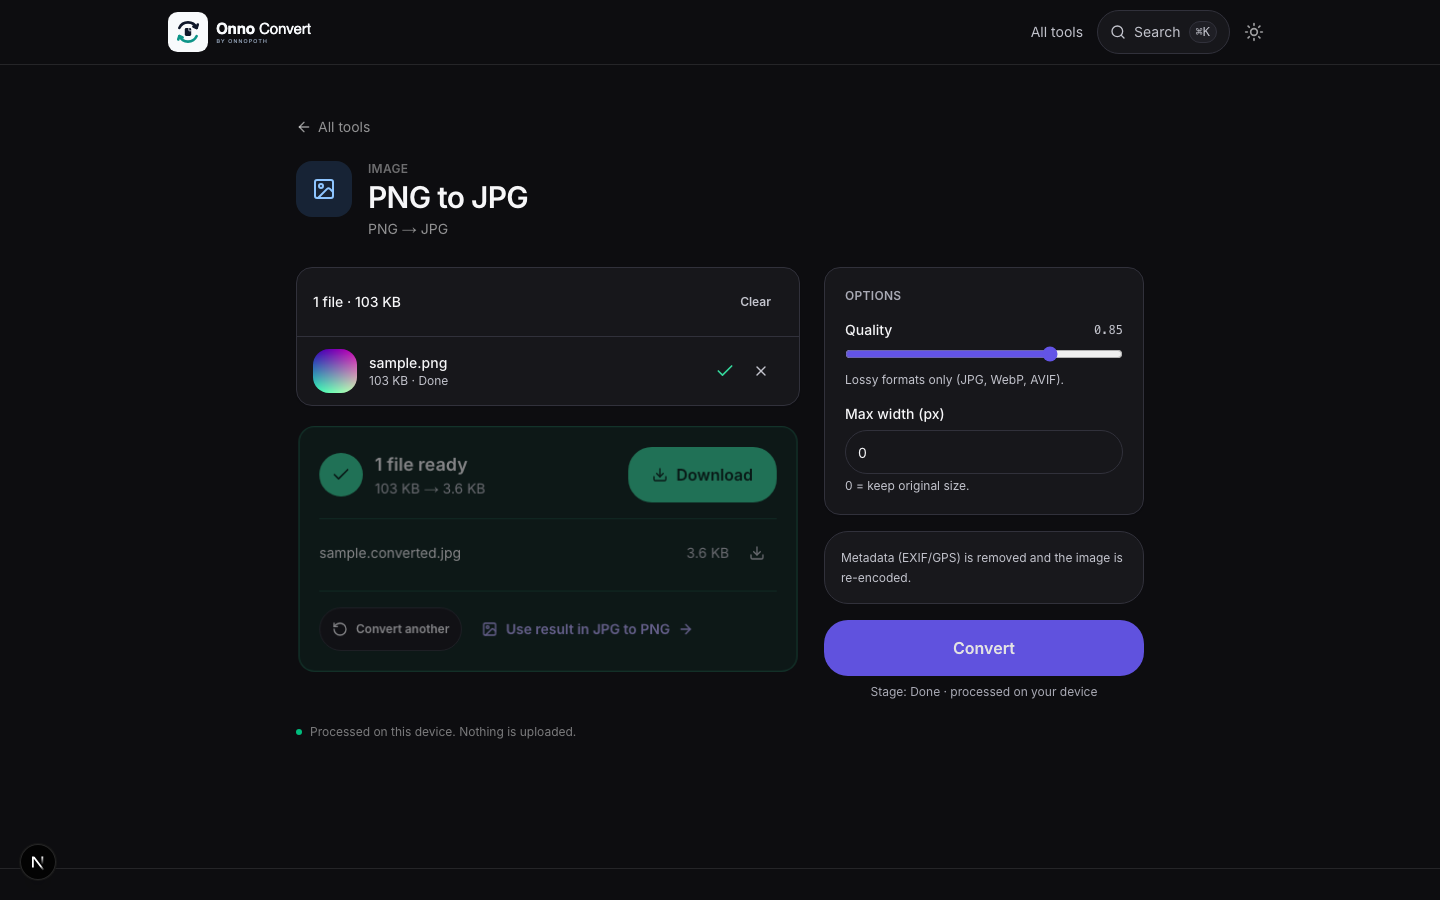 Onno Convert
BY ONNOPOTH
All tools
Search
⌘K
All tools
IMAGE
PNG to JPG
PNG → JPG
1 file · 103 KB
Clear
sample.png
103 KB · Done
1 file ready
103 KB → 3.6 KB
Download
sample.converted.jpg
3.6 KB
Convert another
Use result in JPG to PNG
OPTIONS
Quality
0.85
Lossy formats only (JPG, WebP, AVIF).
Max width (px)
0
0 = keep original size.
Metadata (EXIF/GPS) is removed and the image is
re-encoded.
Convert
Stage: Done · processed on your device
Processed on this device. Nothing is uploaded.
N